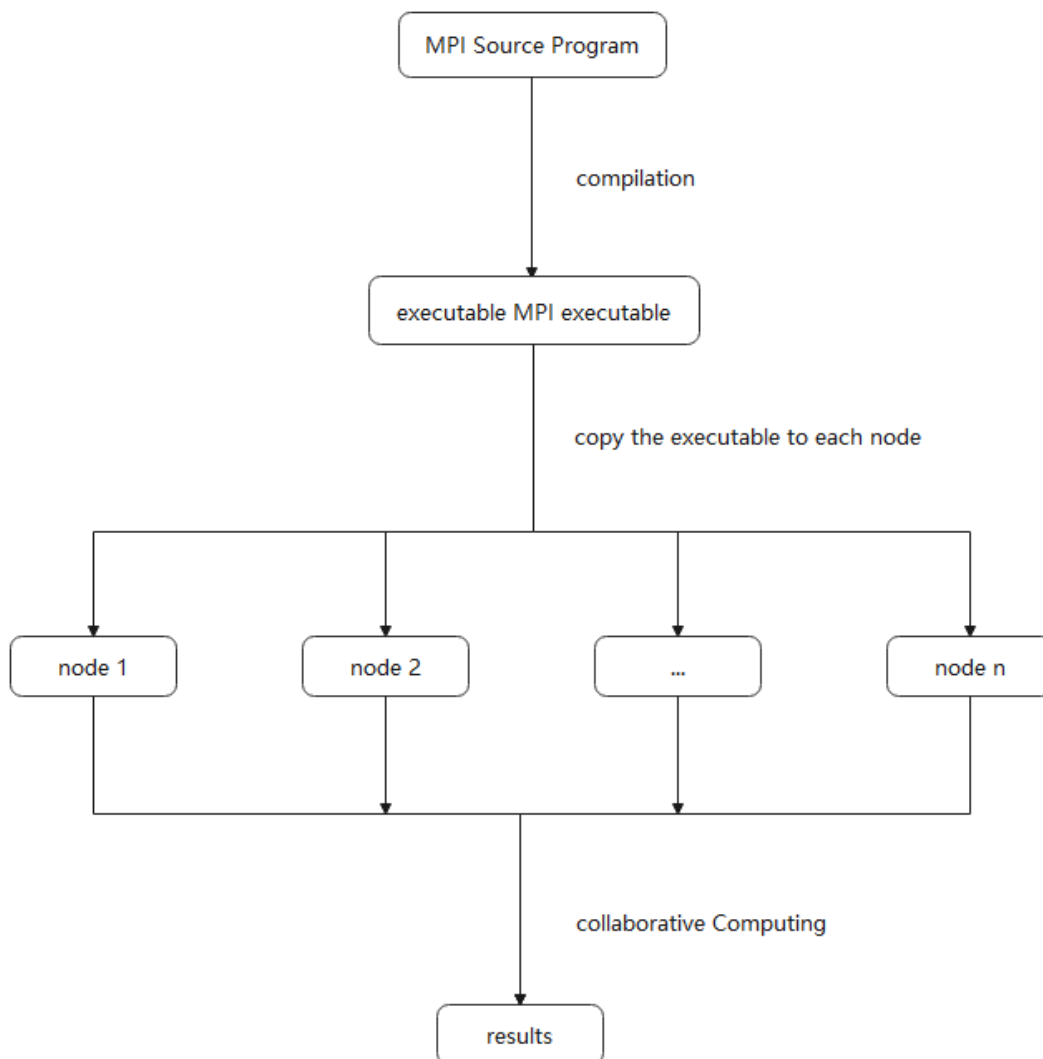 MPI Source Program
compilation
executable MPI executable
copy the executable to each node
node 1
node 2
...
node n
collaborative Computing
results